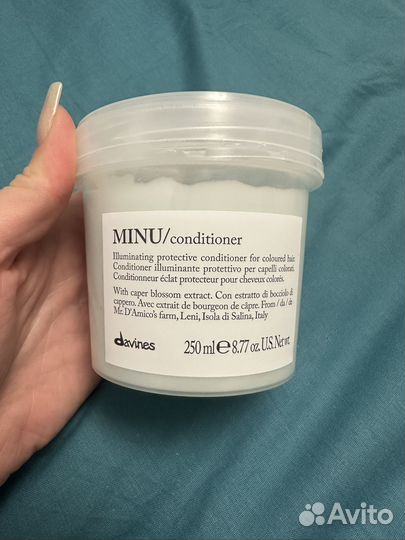 MINU/conditioner
Illuminating protective conditioner for coloured hair.
Conditioner illuminante protettivo per capelli colorati.
Conditionneur éclat protecteur pour cheveux colorés.
With caper blossom extract. Con estratto di bocciolo di
cappero. Avec extrait de bourgeon de câpre. From / da / de
Mr. D'Amico's farm, Leni, Isola di Salina, Italy
davines
250 ml e 8.77 oz. U.S. Net wt.
Avito